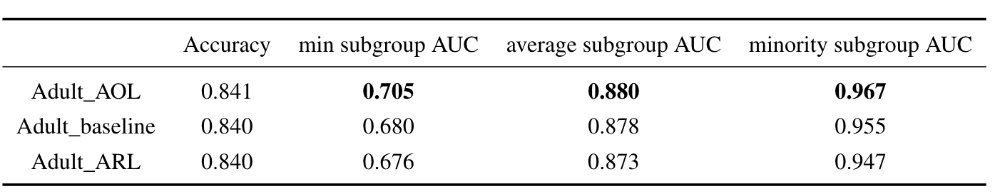 Accuracy min subgroup AUC average subgroup AUC minority subgroup AUC
Adult_AOL 0.841 0.705 0.880 0.967
Adult_baseline 0.840 0.680 0.878 0.955
Adult_ARL 0.840 0.676 0.873 0.947